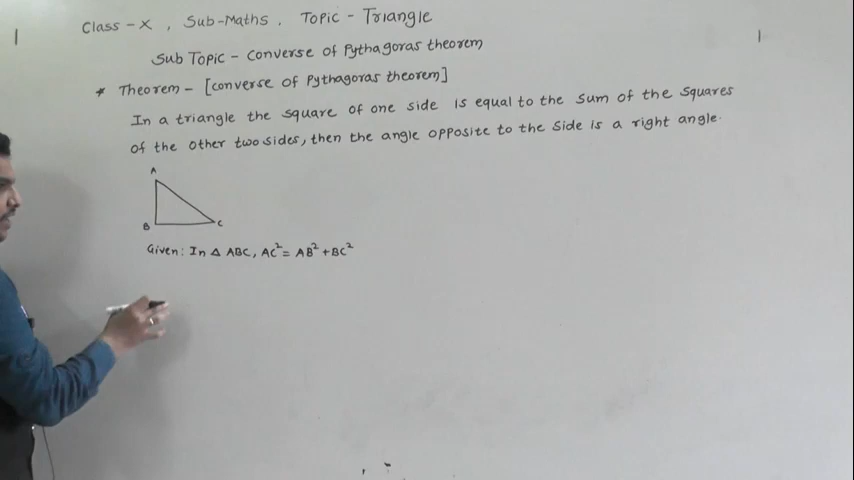 Class - X , Sub - Maths . Topic - Triangle
Sub Topic - Converse of Pythagoras theorem
* Theorem - [converse of Pythagoras theorem]
In a triangle the square of one side is equal to the sum of the squares
of the other two sides, then the angle opposite to the side is a right angle.
A
B C
Given: In △ ABC, AC² = AB² + BC²